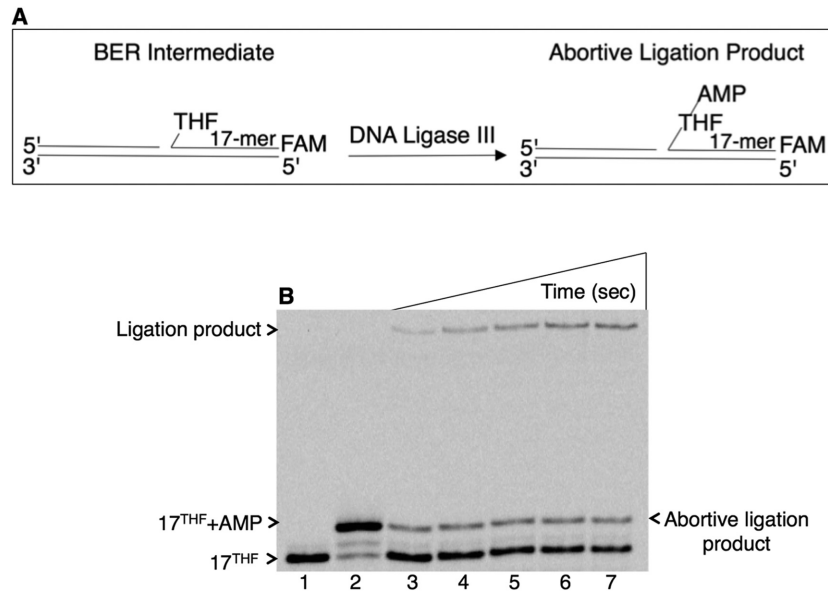 A
BER Intermediate
Abortive Ligation Product
AMP
THF
THF
5' 17-mer FAM DNA Ligase III 5' 17-mer FAM
3' 5' 3' 5'
B
Time (sec)
Ligation product >
17THF+AMP >
< Abortive ligation
product
17THF >
1 2 3 4 5 6 7